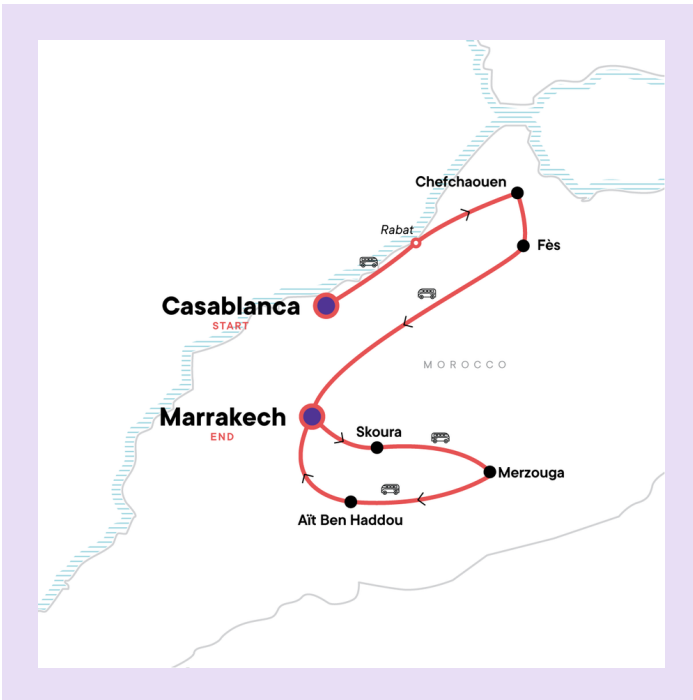 Chefchaouen
Rabat
Fès
Casablanca
START
MOROCCO
Marrakech
END
Skoura
Merzouga
Aït Ben Haddou